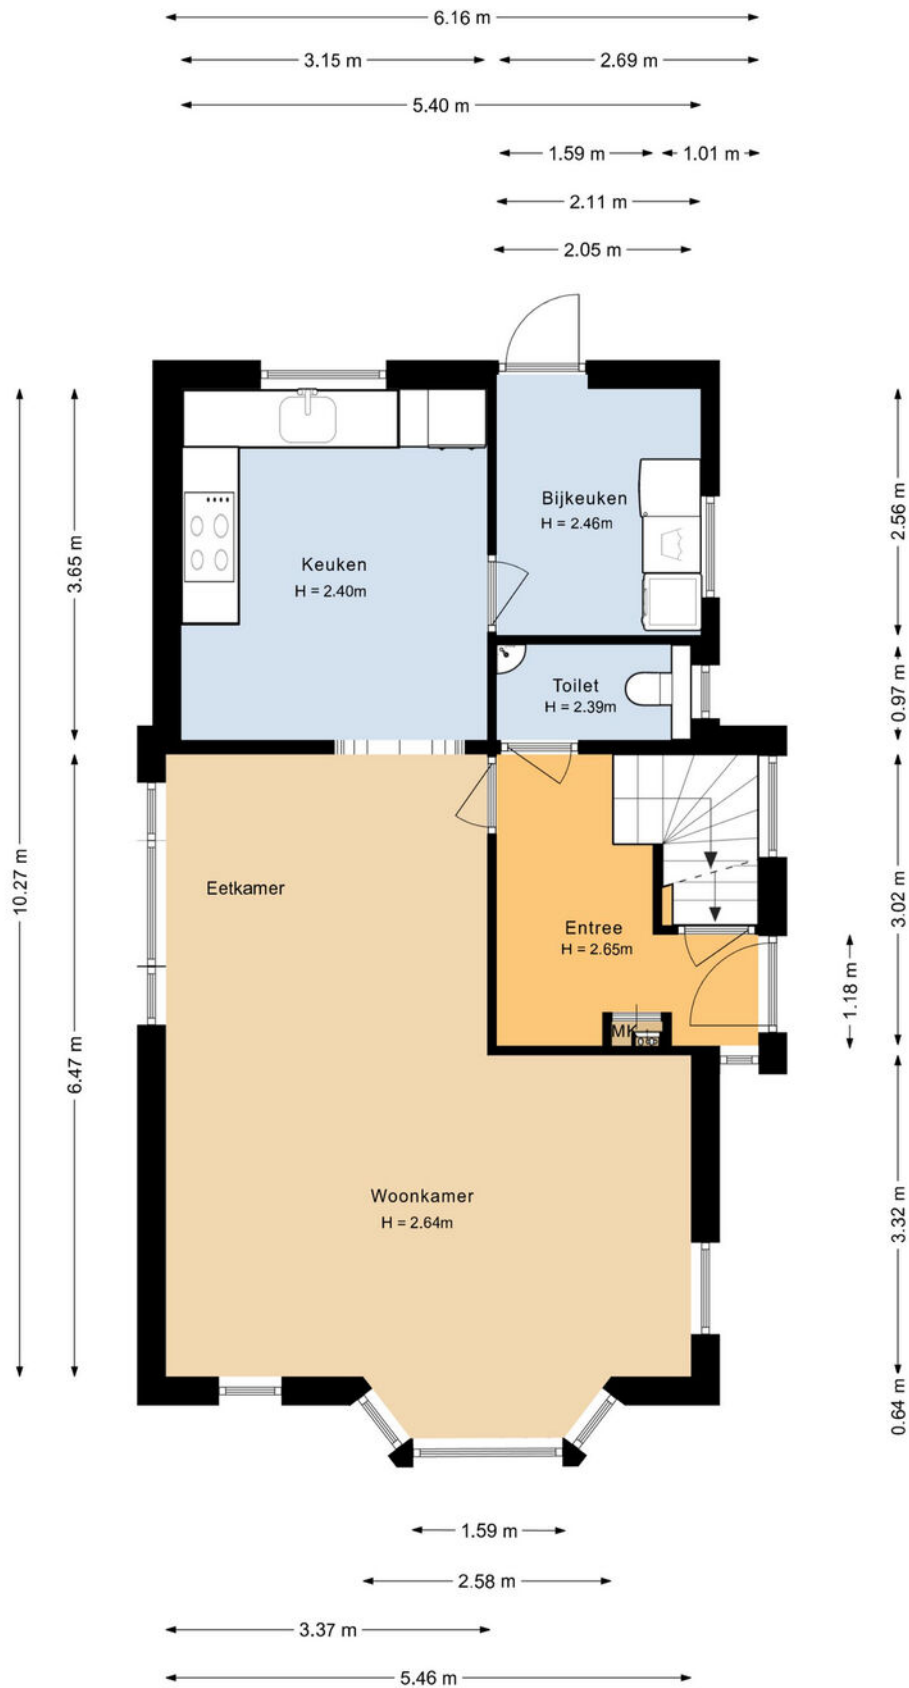 6.16 m
3.15 m
2.69 m
5.40 m
1.59 m
1.01 m
2.11 m
2.05 m
10.27 m
3.65 m
6.47 m
Keuken
H = 2.40m
Bijkeuken
H = 2.46m
Toilet
H = 2.39m
Eetkamer
Entree
H = 2.65m
MK
Woonkamer
H = 2.64m
2.56 m
0.97 m
3.02 m
1.18 m
3.32 m
0.64 m
1.59 m
2.58 m
3.37 m
5.46 m